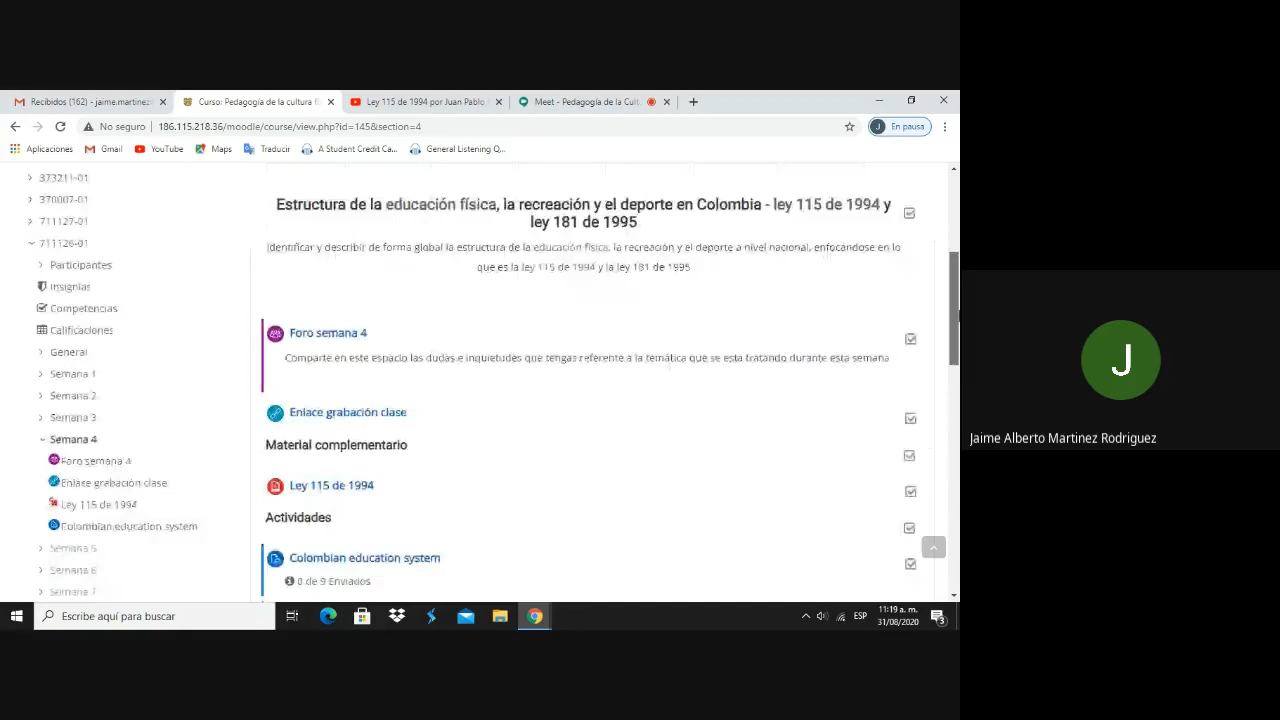 Recibidos (162) - jaime.martinez
Curso: Pedagogía de la cultura fí
Ley 115 de 1994 por Juan Pablo
Meet - Pedagogía de la Cult
No seguro
186.115.218.36/moodle/course/view.php?id=145&section=4
J
En pausa
Aplicaciones
Gmail
YouTube
Maps
Traducir
A Student Credit Ca...
General Listening Q...
373211-01
370807-01
711127-01
711126-01
Participantes
Insignias
Competencias
Calificaciones
General
Semana 1
Semana 2
Semana 3
Semana 4
Foro semana 4
Enlace grabación clase
Ley 115 de 1994
Colombian education system
Semana 5
Semana 6
Semana 7
Estructura de la educación física, la recreación y el deporte en Colombia - ley 115 de 1994 y
ley 181 de 1995
Identificar y describir de forma global la estructura de la educación física, la recreación y el deporte a nivel nacional, enfocándose en lo
que es la ley 115 de 1994 y la ley 181 de 1995
Foro semana 4
Comparte en este espacio las dudas e inquietudes que tengas referente a la temática que se esta tratando durante esta semana
Enlace grabación clase
Material complementario
Ley 115 de 1994
Actividades
Colombian education system
0 de 9 Enviados
Escribe aquí para buscar
ESP
11:19 a. m.
31/08/2020
3
J
Jaime Alberto Martinez Rodriguez